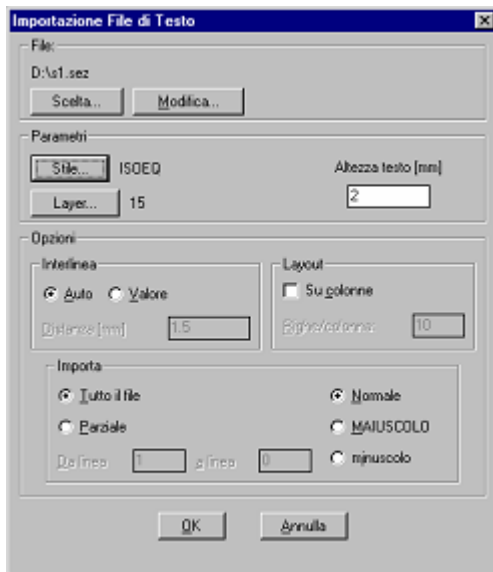 Importazione File di Testo
File:
D:\s1.sez
Scelta... Modifica...
Parametri
Stile... ISOEQ Altezza testo [mm]
Layer... 15 2
Opzioni
Interlinea Layout
Auto Valore Su colonne
Distanza [mm] 1.5 Righe/colonna: 10
Importa
Tutto il file Normale
Parziale MAIUSCOLO
Da linea 1 a linea 0 minuscolo
OK Annulla